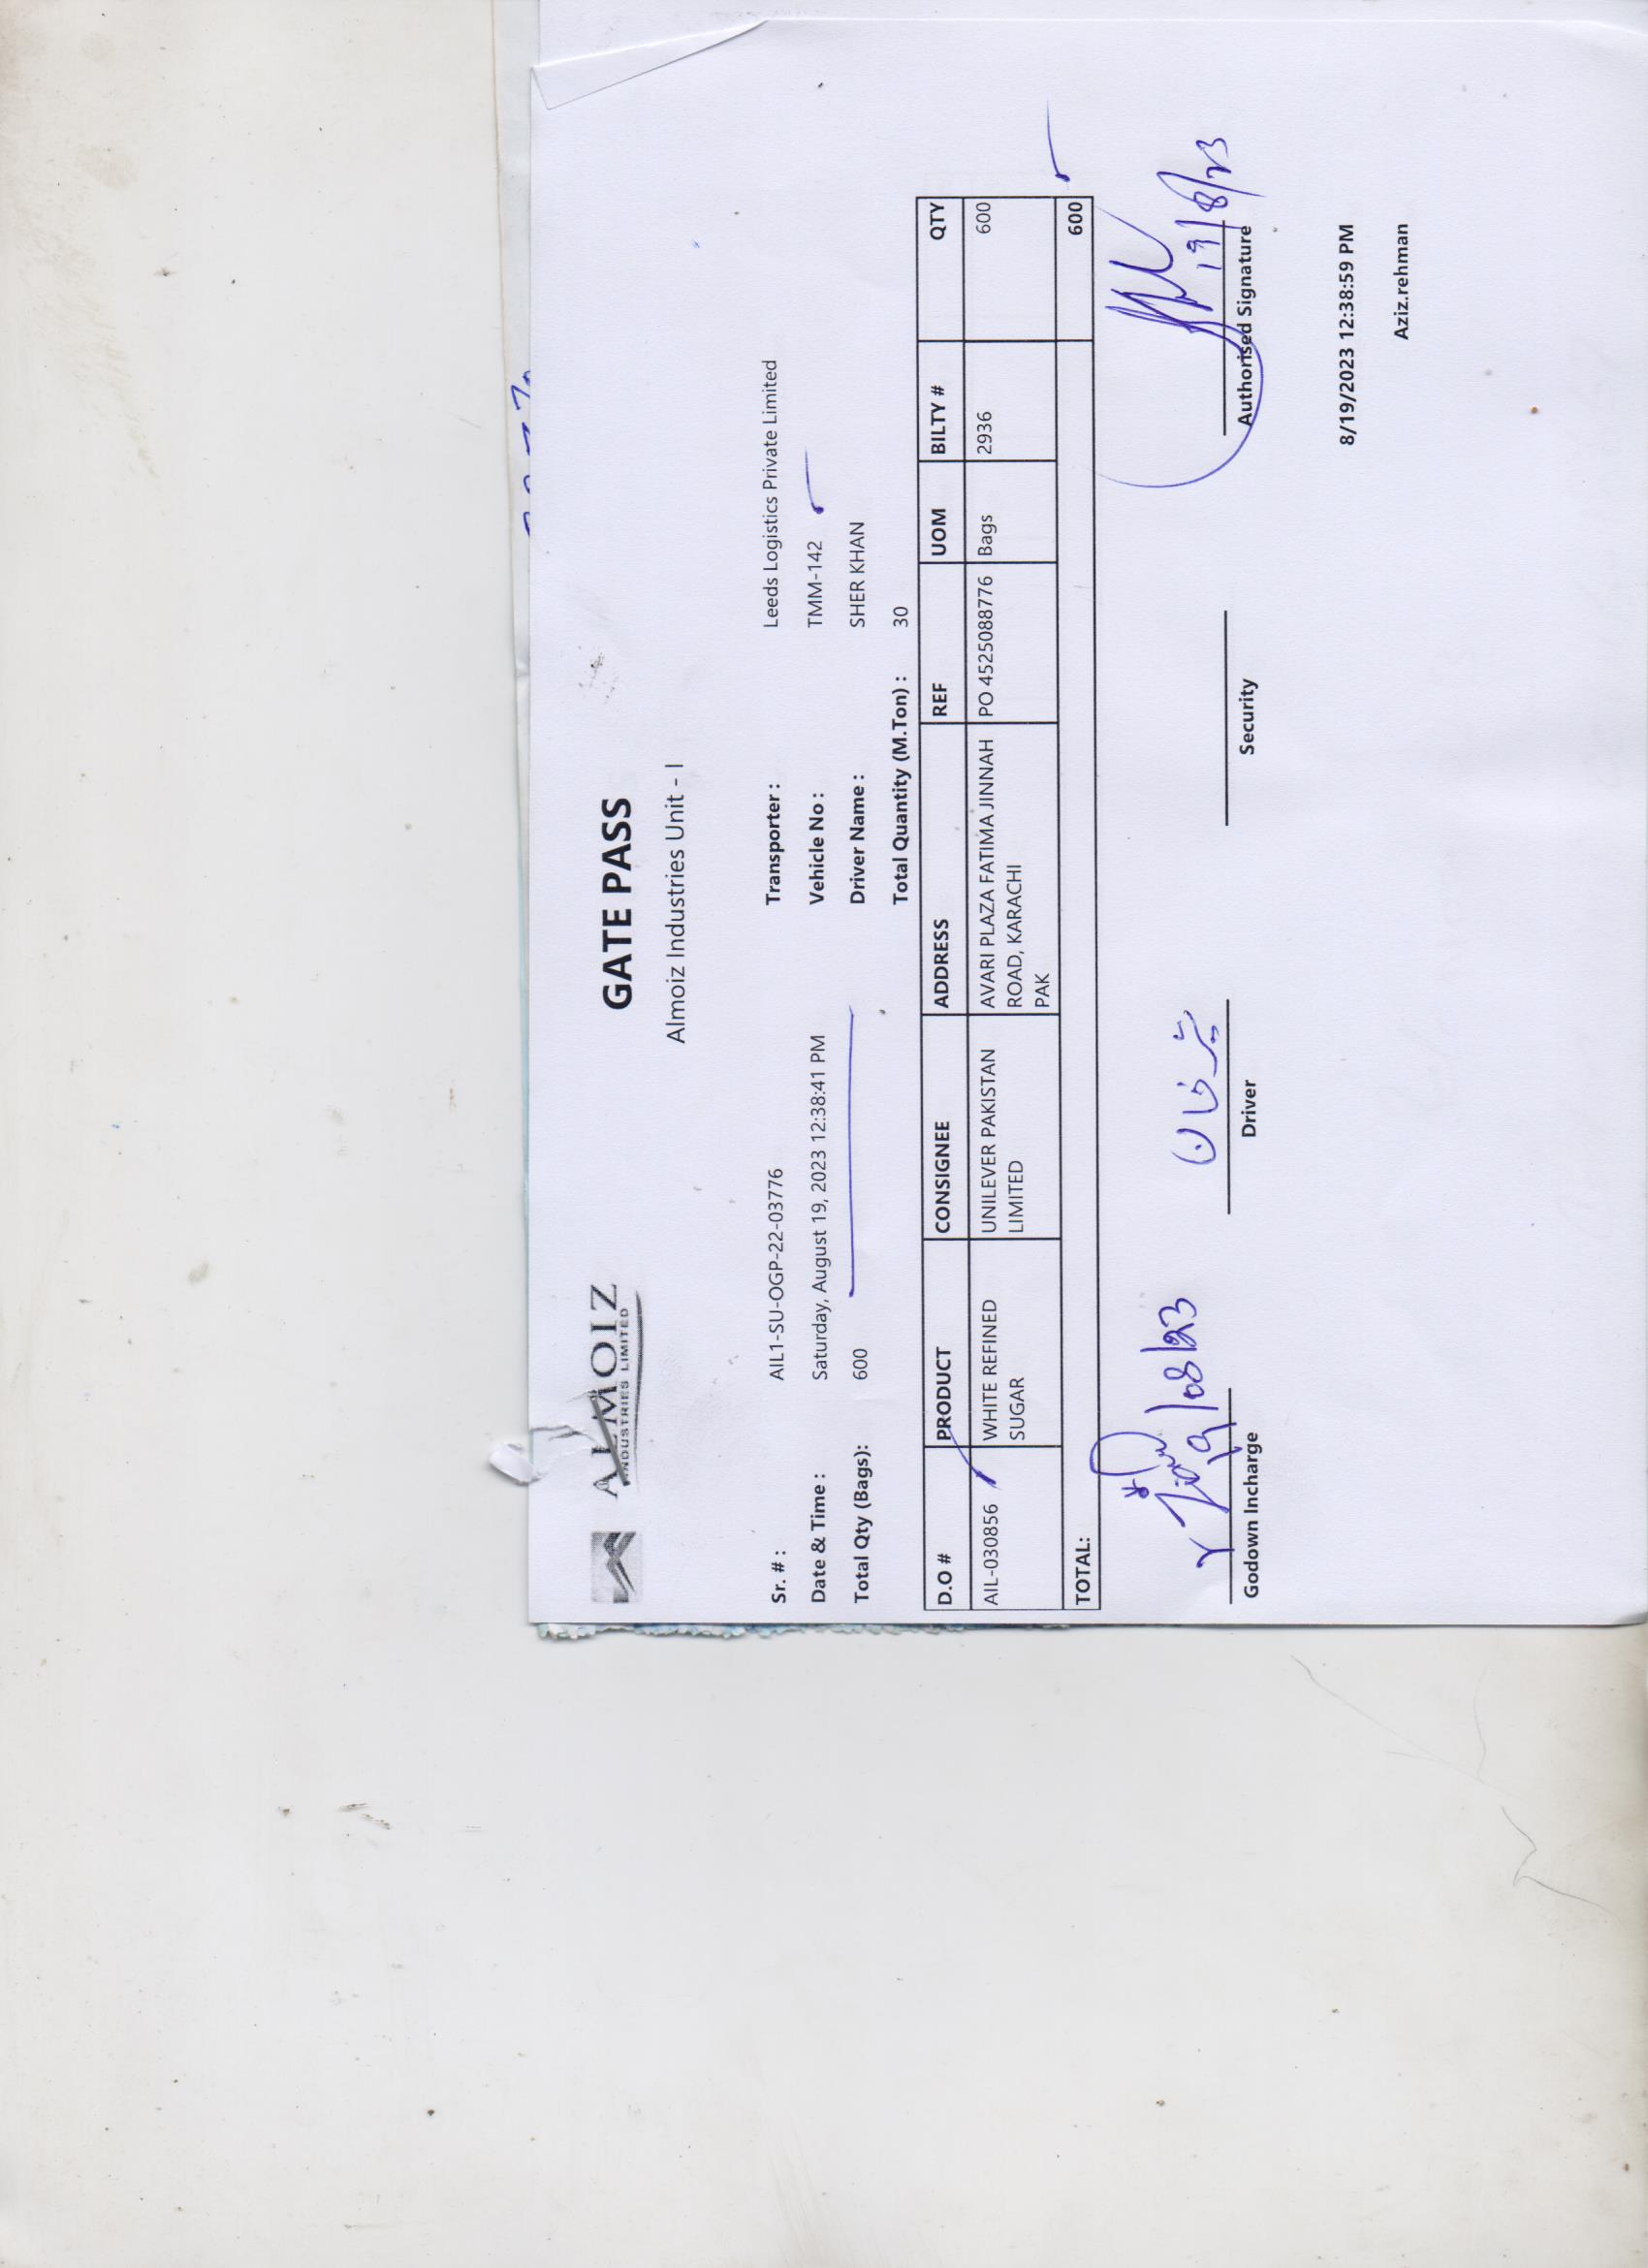 ALMOIZ
INDUSTRIES LIMITED
GATE PASS
Almoiz Industries Unit - I
Sr. # : AIL1-SU-OGP-22-03776 Transporter : Leeds Logistics Private Limited
Date & Time : Saturday, August 19, 2023 12:38:41 PM Vehicle No : TMM-142
Total Qty (Bags): 600 Driver Name : SHER KHAN
Total Quantity (M.Ton) : 30
D.O # PRODUCT CONSIGNEE ADDRESS REF UOM BILTY # QTY
AIL-030856 WHITE REFINED UNILEVER PAKISTAN AVARI PLAZA FATIMA JINNAH PO 4525088776 Bags 2936 600
SUGAR LIMITED ROAD, KARACHI
PAK
TOTAL: 600
19/08/23 شیر خان 19/8/23
Godown Incharge Driver Security Authorised Signature
8/19/2023 12:38:59 PM
Aziz.rehman